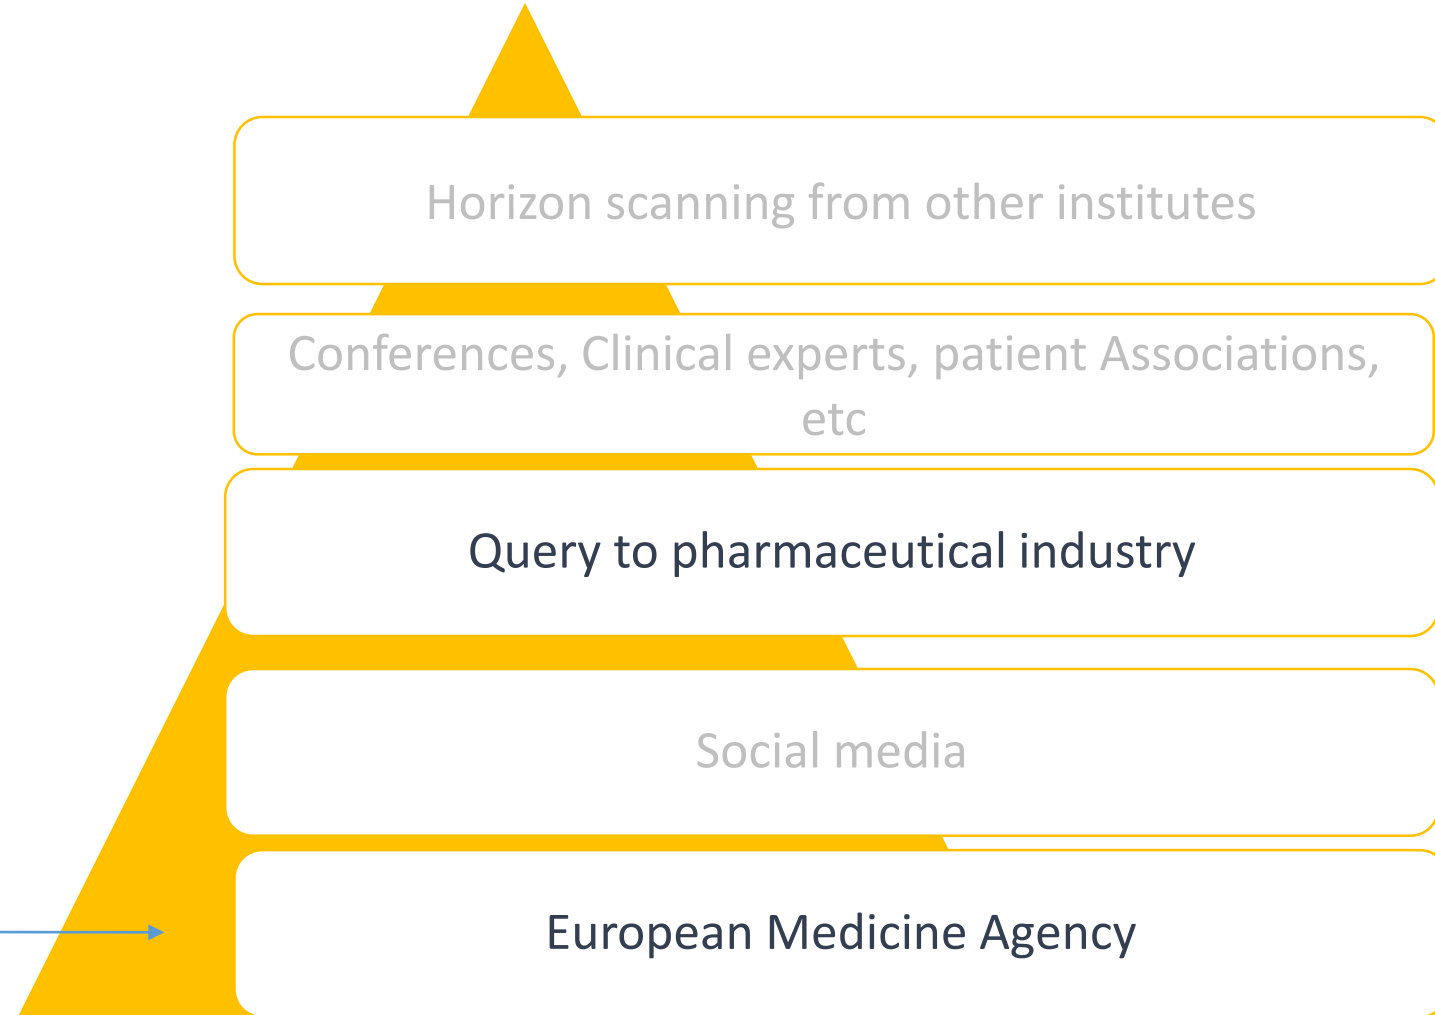 Horizon scanning from other institutes
Conferences, Clinical experts, patient Associations,
etc
Query to pharmaceutical industry
Social media
European Medicine Agency